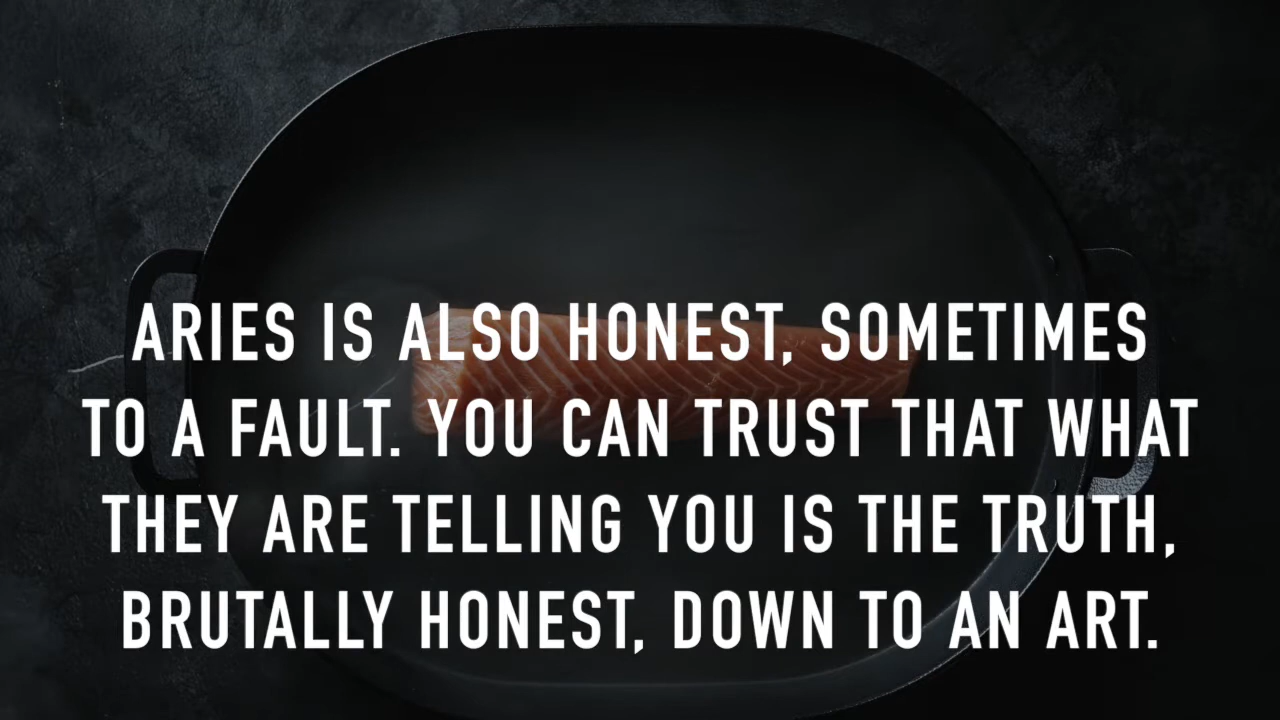 ARIES IS ALSO HONEST, SOMETIMES
TO A FAULT. YOU CAN TRUST THAT WHAT
THEY ARE TELLING YOU IS THE TRUTH,
BRUTALLY HONEST, DOWN TO AN ART.